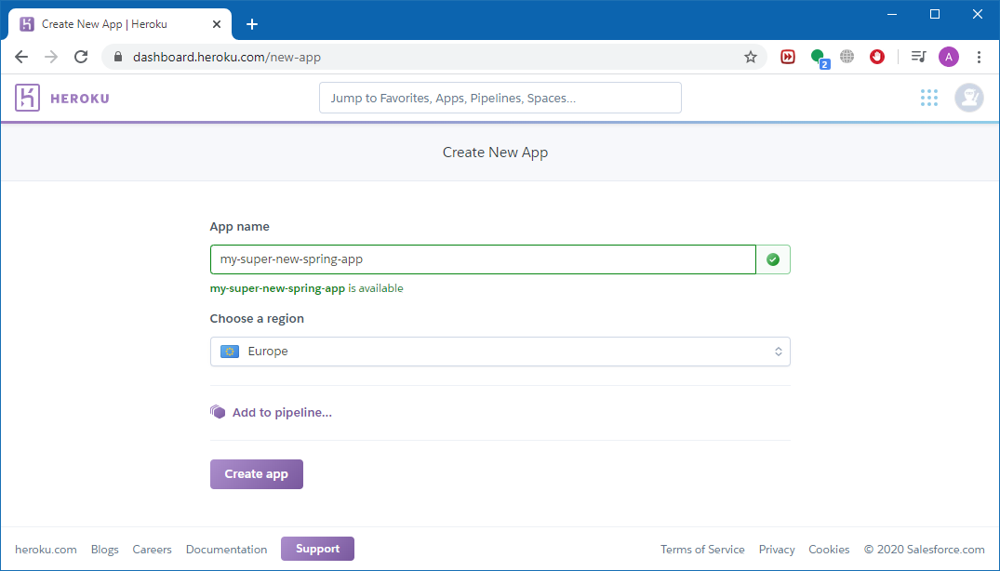 Create New App | Heroku
dashboard.heroku.com/new-app
2
A
HEROKU
Jump to Favorites, Apps, Pipelines, Spaces...
Create New App
App name
my-super-new-spring-app
my-super-new-spring-app is available
Choose a region
Europe
Add to pipeline...
Create app
heroku.com Blogs Careers Documentation Support Terms of Service Privacy Cookies © 2020 Salesforce.com